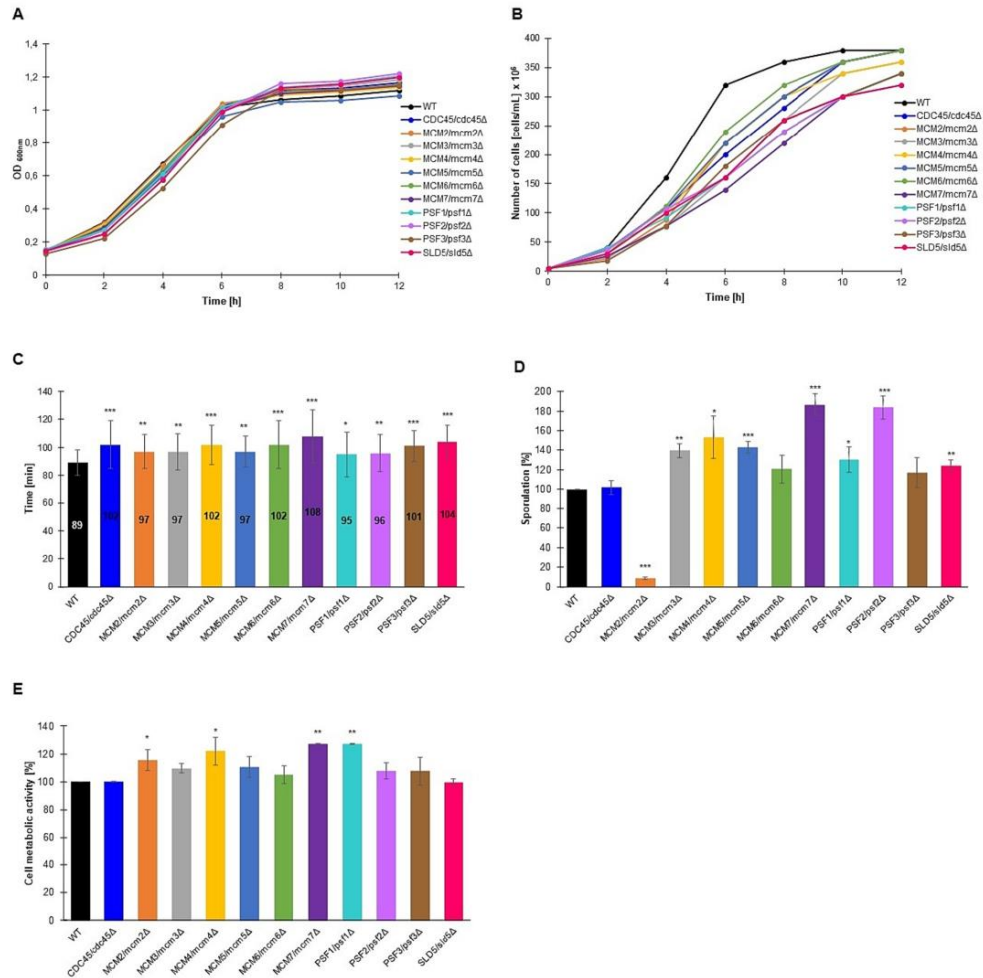 A
OD 600nm
1,4
1,2
1
0,8
0,6
0,4
0,2
0
0 2 4 6 8 10 12
Time [h]
WT
CDC45/cdc45Δ
MCM2/mcm2Δ
MCM3/mcm3Δ
MCM4/mcm4Δ
MCM5/mcm5Δ
MCM6/mcm6Δ
MCM7/mcm7Δ
PSF1/psf1Δ
PSF2/psf2Δ
PSF3/psf3Δ
SLD5/sld5Δ
B
Number of cells [cells/mL] x 10⁶
400
350
300
250
200
150
100
50
0
0 2 4 6 8 10 12
Time [h]
WT
CDC45/cdc45Δ
MCM2/mcm2Δ
MCM3/mcm3Δ
MCM4/mcm4Δ
MCM5/mcm5Δ
MCM6/mcm6Δ
MCM7/mcm7Δ
PSF1/psf1Δ
PSF2/psf2Δ
PSF3/psf3Δ
SLD5/sld5Δ
C
Time [min]
140
120
100
80
60
40
20
0
*** ** ** *** ** *** *** * ** *** ***
89 102 97 97 102 97 102 108 95 96 101 104
WT
CDC45/cdc45Δ
MCM2/mcm2Δ
MCM3/mcm3Δ
MCM4/mcm4Δ
MCM5/mcm5Δ
MCM6/mcm6Δ
MCM7/mcm7Δ
PSF1/psf1Δ
PSF2/psf2Δ
PSF3/psf3Δ
SLD5/sld5Δ
D
Sporulation [%]
200
180
160
140
120
100
80
60
40
20
0
*** ** * *** *** * *** **
WT
CDC45/cdc45Δ
MCM2/mcm2Δ
MCM3/mcm3Δ
MCM4/mcm4Δ
MCM5/mcm5Δ
MCM6/mcm6Δ
MCM7/mcm7Δ
PSF1/psf1Δ
PSF2/psf2Δ
PSF3/psf3Δ
SLD5/sld5Δ
E
Cell metabolic activity [%]
140
120
100
80
60
40
20
0
* * ** **
WT
CDC45/cdc45Δ
MCM2/mcm2Δ
MCM3/mcm3Δ
MCM4/mcm4Δ
MCM5/mcm5Δ
MCM6/mcm6Δ
MCM7/mcm7Δ
PSF1/psf1Δ
PSF2/psf2Δ
PSF3/psf3Δ
SLD5/sld5Δ